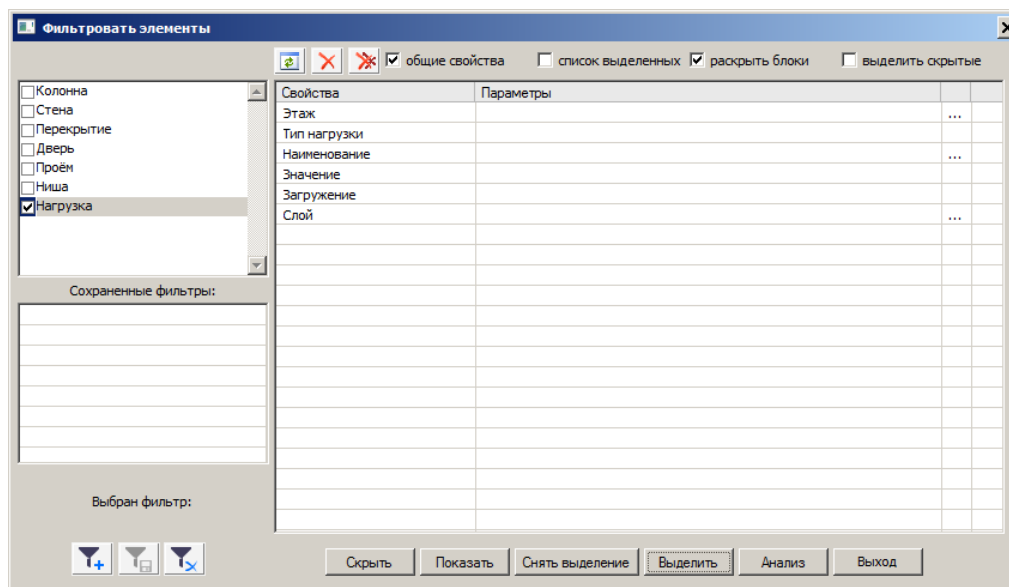 Фильтровать элементы
общие свойства список выделенных раскрыть блоки выделить скрытые
Колонна
Стена
Перекрытие
Дверь
Проём
Ниша
Нагрузка
Сохраненные фильтры:
Выбран фильтр:
Свойства Параметры
Этаж ...
Тип нагрузки
Наименование ...
Значение
Загружение
Слой ...
Скрыть Показать Снять выделение Выделить Анализ Выход